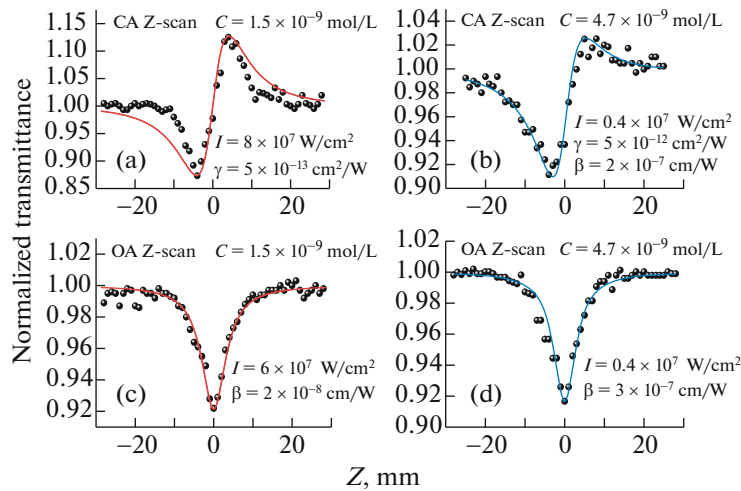 Normalized transmittance
1.15
1.10
1.05
1.00
0.95
0.90
0.85
CA Z-scan C = 1.5 × 10⁻⁹ mol/L
I = 8 × 10⁷ W/cm²
γ = 5 × 10⁻¹³ cm²/W
(a)
−20 0 20
1.04
1.02
1.00
0.98
0.96
0.94
0.92
0.90
CA Z-scan C = 4.7 × 10⁻⁹ mol/L
I = 0.4 × 10⁷ W/cm²
γ = 5 × 10⁻¹² cm²/W
β = 2 × 10⁻⁷ cm/W
(b)
−20 0 20
1.02
1.00
0.98
0.96
0.94
0.92
OA Z-scan C = 1.5 × 10⁻⁹ mol/L
I = 6 × 10⁷ W/cm²
β = 2 × 10⁻⁸ cm/W
(c)
−20 0 20
1.02
1.00
0.98
0.96
0.94
0.92
0.90
OA Z-scan C = 4.7 × 10⁻⁹ mol/L
I = 0.4 × 10⁷ W/cm²
β = 3 × 10⁻⁷ cm/W
(d)
−20 0 20
Z, mm